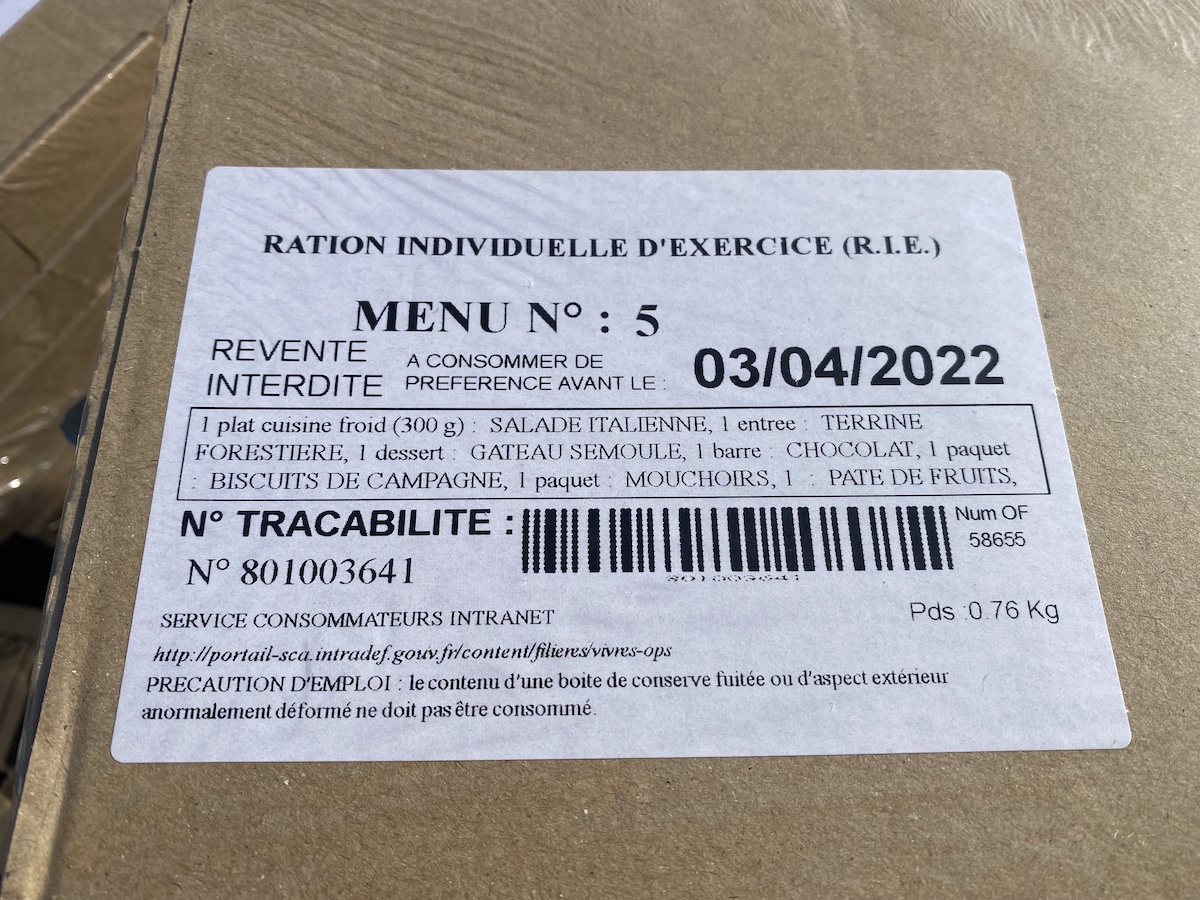 RATION INDIVIDUELLE D'EXERCICE (R.I.E.)
MENU N° : 5
REVENTE
INTERDITE
A CONSOMMER DE
PREFERENCE AVANT LE :
03/04/2022
1 plat cuisine froid (300 g) : SALADE ITALIENNE, 1 entree : TERRINE
FORESTIERE, 1 dessert : GATEAU SEMOULE, 1 barre : CHOCOLAT, 1 paquet
: BISCUITS DE CAMPAGNE, 1 paquet : MOUCHOIRS, 1 : PATE DE FRUITS,
N° TRACABILITE :
N° 801003641
801003641
Num OF
58655
Pds :0.76 Kg
SERVICE CONSOMMATEURS INTRANET
http://portail-sca.intradef.gouv.fr/content/filieres/vivres-ops
PRECAUTION D'EMPLOI : le contenu d'une boite de conserve fuitée ou d'aspect extérieur
anormalement déformé ne doit pas être consommé.